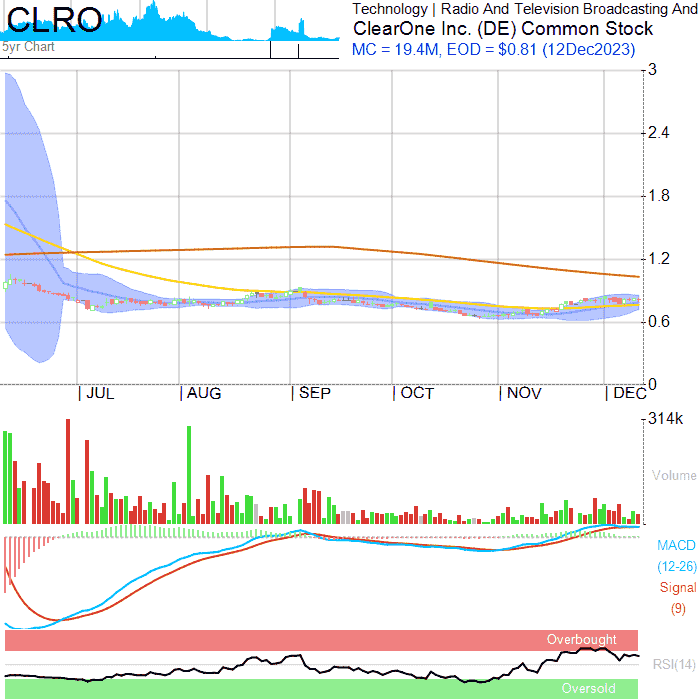 CLRO
5yr Chart
Technology | Radio And Television Broadcasting And
ClearOne Inc. (DE) Common Stock
MC = 19.4M, EOD = $0.81 (12Dec2023)
3
2.4
1.8
1.2
0.6
0
JUL
AUG
SEP
OCT
NOV
DEC
314k
Volume
MACD
(12-26)
Signal
(9)
Overbought
RSI(14)
Oversold